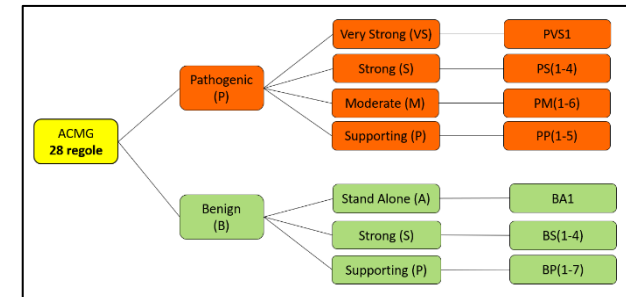 Very Strong (VS)
PVS1
Pathogenic
(P)
Strong (S)
PS(1-4)
Moderate (M)
PM(1-6)
Supporting (P)
PP(1-5)
ACMG
28 regole
Benign
(B)
Stand Alone (A)
BA1
Strong (S)
BS(1-4)
Supporting (P)
BP(1-7)